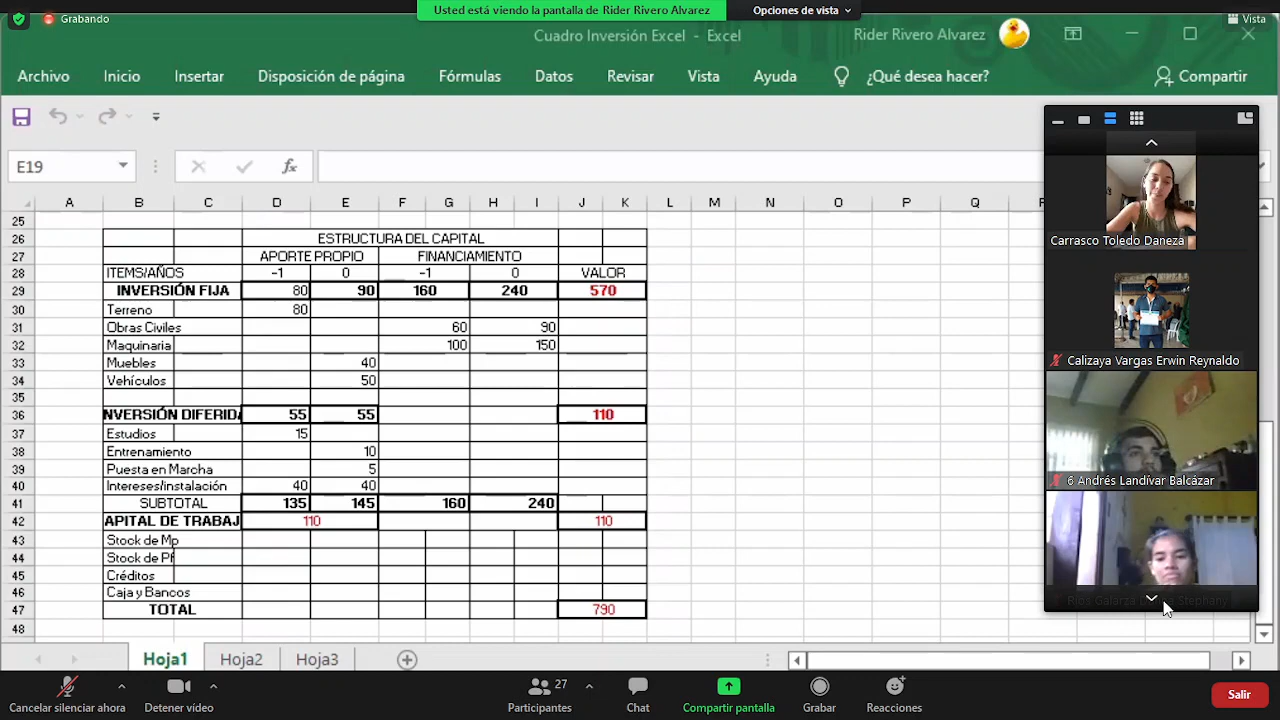 Grabando
Usted está viendo la pantalla de Rider Rivero Alvarez
Opciones de vista
Vista
Cuadro Inversión Excel - Excel
Rider Rivero Alvarez
Archivo Inicio Insertar Disposición de página Fórmulas Datos Revisar Vista Ayuda ¿Qué desea hacer? Compartir
E19
fx
A B C D E F G H I J K L M N O P Q R
25
26 ESTRUCTURA DEL CAPITAL
27 APORTE PROPIO FINANCIAMIENTO
28 ITEMS/AÑOS -1 0 -1 0 VALOR
29 INVERSIÓN FIJA 80 90 160 240 570
30 Terreno 80
31 Obras Civiles 60 90
32 Maquinaria 100 150
33 Muebles 40
34 Vehículos 50
35
36 NVERSIÓN DIFERIDA 55 55 110
37 Estudios 15
38 Entrenamiento 10
39 Puesta en Marcha 5
40 Intereses/instalación 40 40
41 SUBTOTAL 135 145 160 240
42 APITAL DE TRABAJ 110 110
43 Stock de Mp
44 Stock de Pf
45 Créditos
46 Caja y Bancos
47 TOTAL 790
48
Carrasco Toledo Daneza
Calizaya Vargas Erwin Reynaldo
6 Andrés Landívar Balcázar
Stephany
Hoja1 Hoja2 Hoja3
Cancelar silenciar ahora
Detener vídeo
27
Participantes
Chat
Compartir pantalla
Grabar
Reacciones
Salir